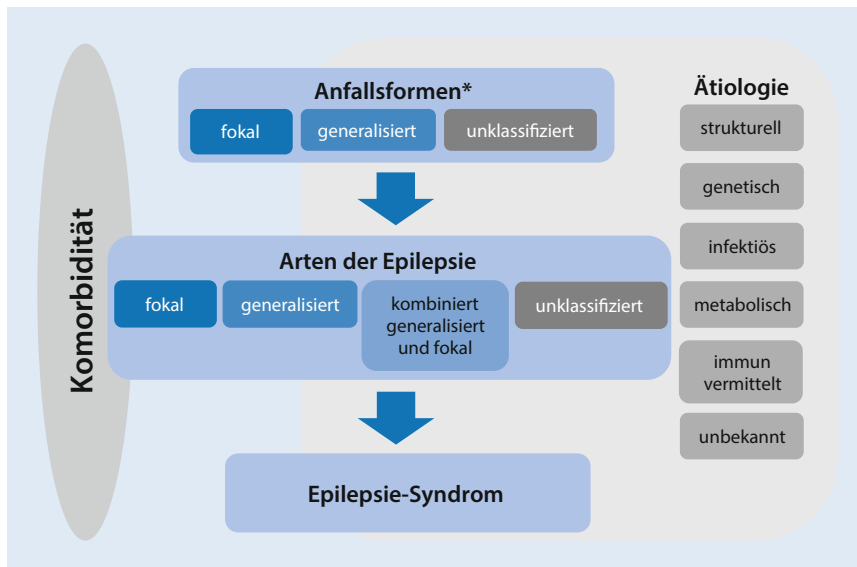 Komorbidität
Anfallsformen*
fokal
generalisiert
unklassifiziert
Arten der Epilepsie
fokal
generalisiert
kombiniert
generalisiert
und fokal
unklassifiziert
Epilepsie-Syndrom
Ätiologie
strukturell
genetisch
infektiös
metabolisch
immun
vermittelt
unbekannt